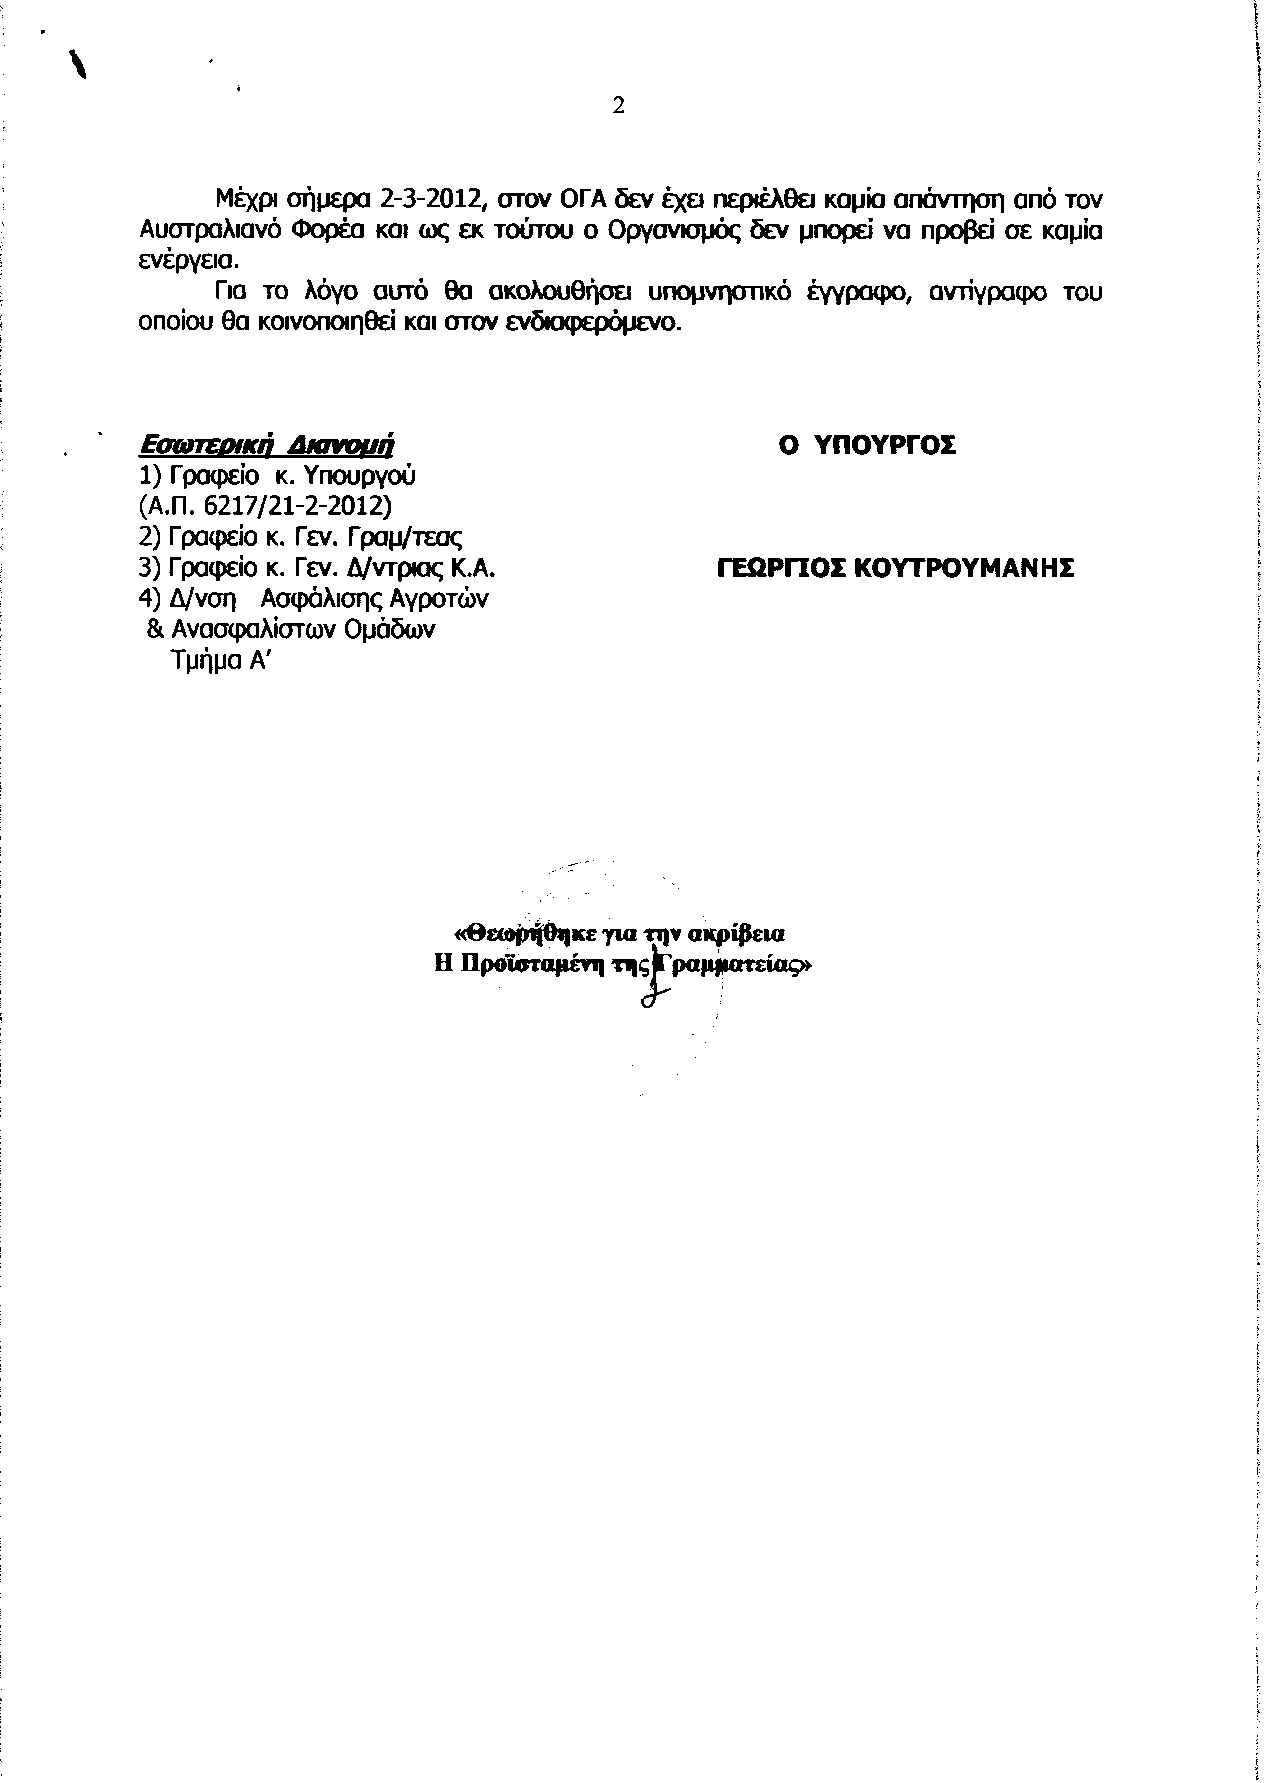 2
Μέχρι σήμερα 2-3-2012, στον ΟΓΑ δεν έχει περιέλθει καμία απάντηση από τον
Αυστραλιανό Φορέα και ως εκ τούτου ο Οργανισμός δεν μπορεί να προβεί σε καμία
ενέργεια.
Για το λόγο αυτό θα ακολουθήσει υπομνηστικό έγγραφο, αντίγραφο του
οποίου θα κοινοποιηθεί και στον ενδιαφερόμενο.
Εσωτερική Διανομή
1) Γραφείο κ. Υπουργού
(Α.Π. 6217/21-2-2012)
2) Γραφείο κ. Γεν. Γραμ/τεας
3) Γραφείο κ. Γεν. Δ/ντριας Κ.Α.
4) Δ/νση Ασφάλισης Αγροτών
& Ανασφαλίστων Ομάδων
Τμήμα Α'
Ο ΥΠΟΥΡΓΟΣ
ΓΕΩΡΓΙΟΣ ΚΟΥΤΡΟΥΜΑΝΗΣ
«Θεωρήθηκε για την ακρίβεια
Η Προϊσταμένη της Γραμματείας»